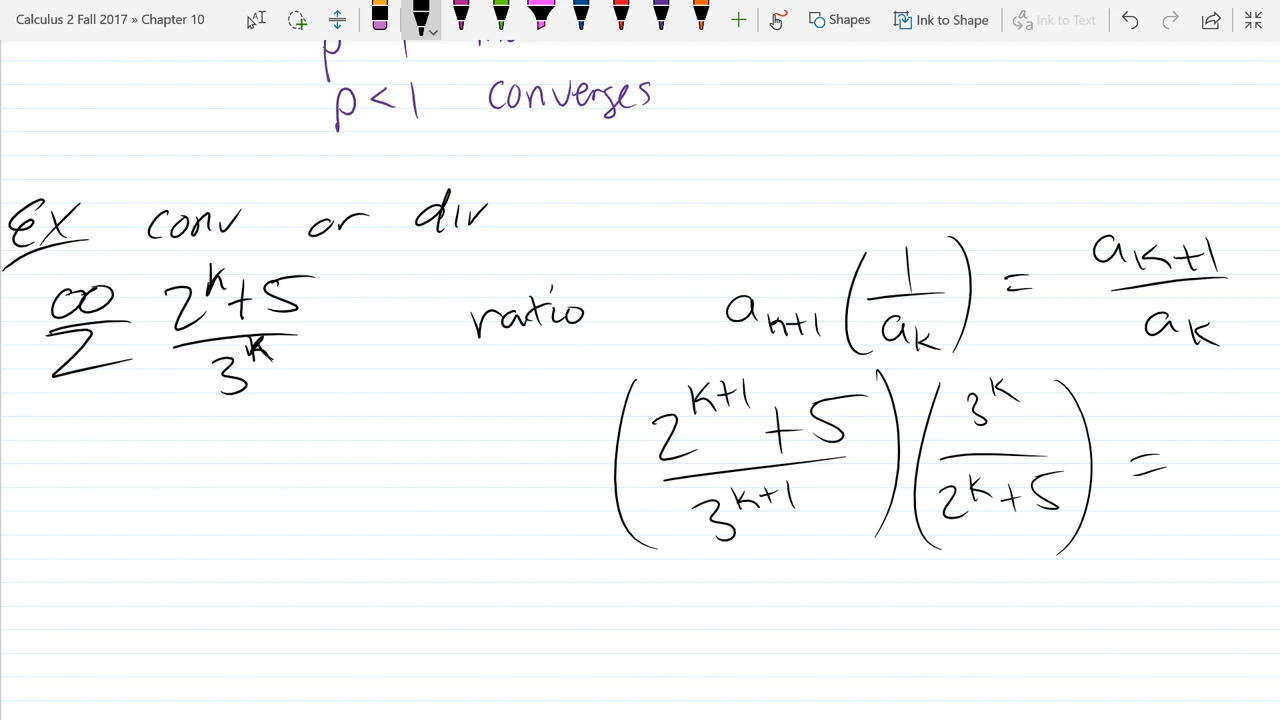 Calculus 2 Fall 2017 » Chapter 10 Shapes Ink to Shape Ink to Text
p < 1 converges
Ex conv or div
∞ Σ (2^k + 5)/(3^k) ratio a_{k+1} (1/a_k) = a_{k+1}/a_k
((2^{k+1} + 5)/(3^{k+1})) (3^k/(2^k + 5)) =